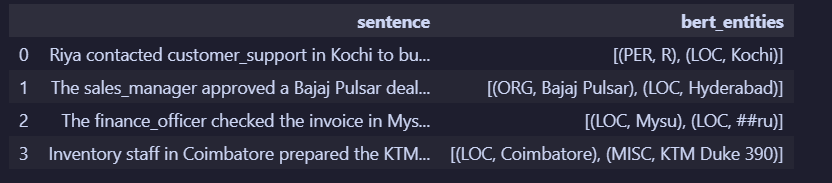 sentence bert_entities
0 Riya contacted customer_support in Kochi to bu... [(PER, R), (LOC, Kochi)]
1 The sales_manager approved a Bajaj Pulsar deal... [(ORG, Bajaj Pulsar), (LOC, Hyderabad)]
2 The finance_officer checked the invoice in Mys... [(LOC, Mysu), (LOC, ##ru)]
3 Inventory staff in Coimbatore prepared the KTM... [(LOC, Coimbatore), (MISC, KTM Duke 390)]